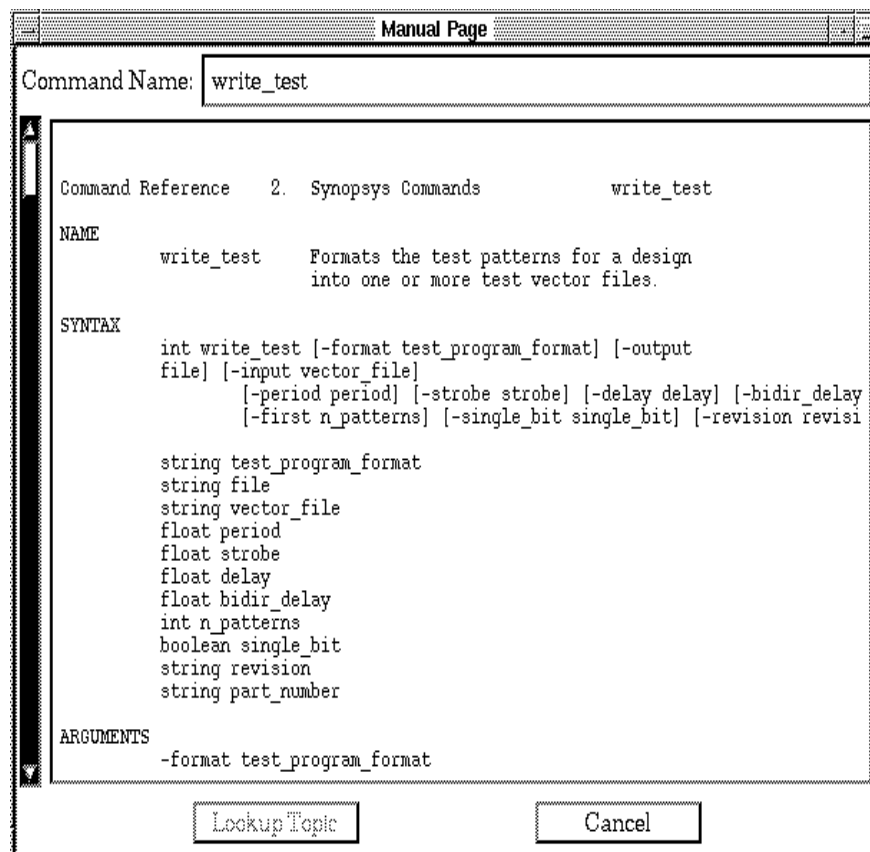 Manual Page
Command Name: write_test
Command Reference 2. Synopsys Commands write_test
NAME
write_test Formats the test patterns for a design
into one or more test vector files.
SYNTAX
int write_test [-format test_program_format] [-output
file] [-input vector_file]
[-period period] [-strobe strobe] [-delay delay] [-bidir_delay
[-first n_patterns] [-single_bit single_bit] [-revision revisi
string test_program_format
string file
string vector_file
float period
float strobe
float delay
float bidir_delay
int n_patterns
boolean single_bit
string revision
string part_number
ARGUMENTS
-format test_program_format
Lookup Topic Cancel